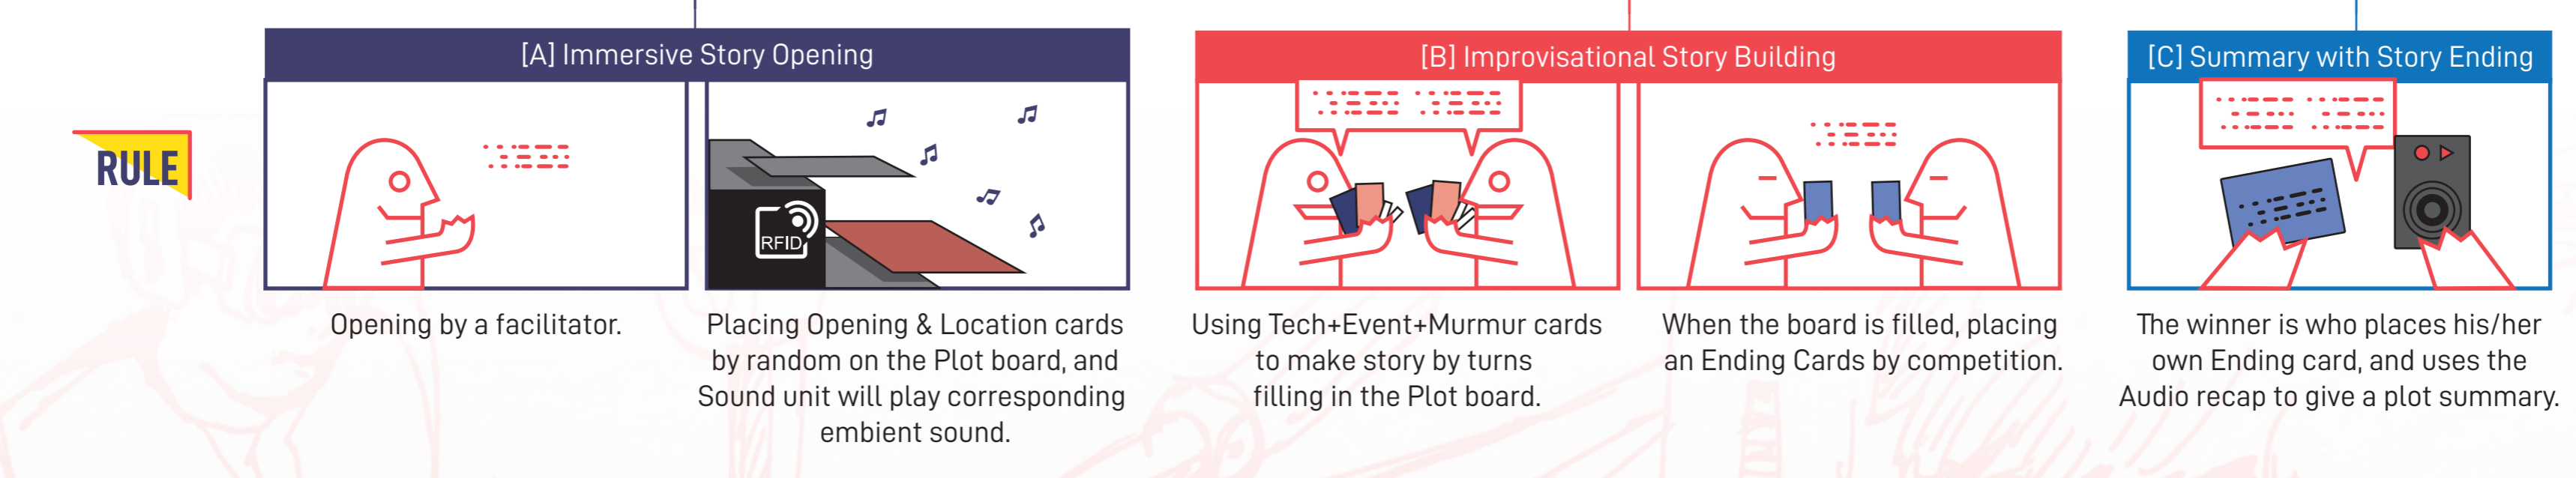 RULE
[A] Immersive Story Opening
RFID
Opening by a facilitator.
Placing Opening & Location cards
by random on the Plot board, and
Sound unit will play corresponding
embient sound.
[B] Improvisational Story Building
Using Tech+Event+Murmur cards
to make story by turns
filling in the Plot board.
When the board is filled, placing
an Ending Cards by competition.
[C] Summary with Story Ending
The winner is who places his/her
own Ending card, and uses the
Audio recap to give a plot summary.